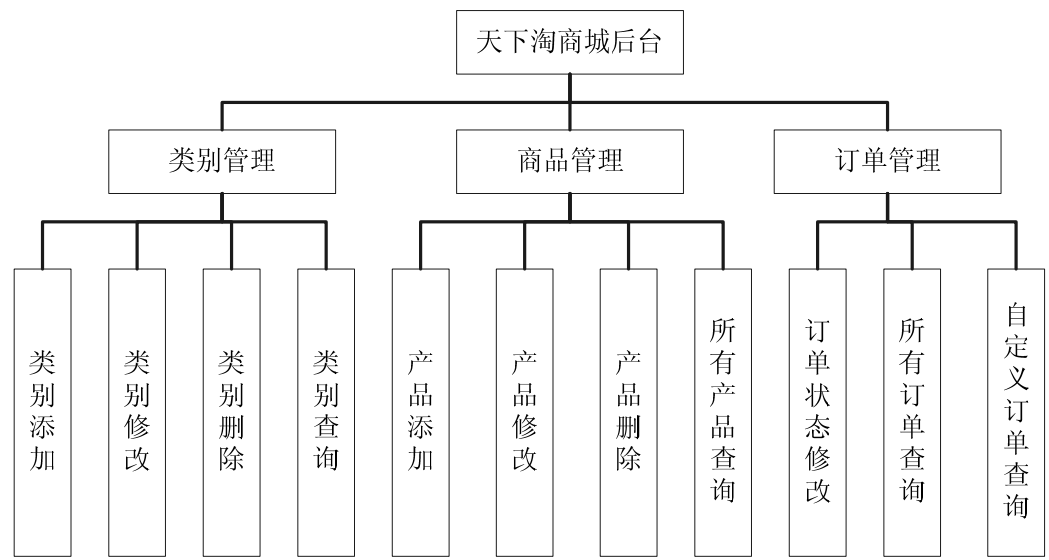 天下淘商城后台
类别管理
商品管理
订单管理
类别添加
类别修改
类别删除
类别查询
产品添加
产品修改
产品删除
所有产品查询
订单状态修改
所有订单查询
自定义订单查询